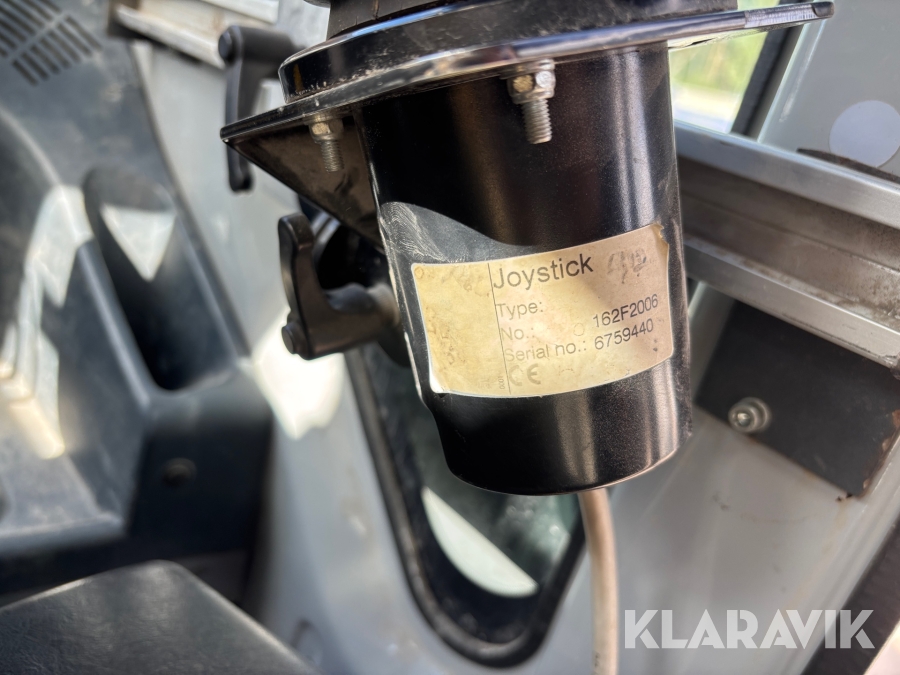 Joystick
Type:
No.: 162F2006
Serial no.: 6759440
CE
KLARAVIK